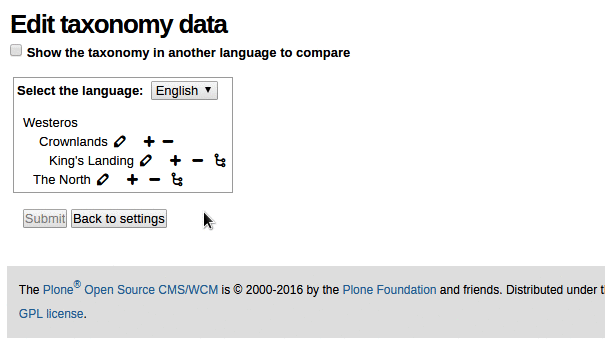 Edit taxonomy data
Show the taxonomy in another language to compare
Select the language: English
Westeros
Crownlands
King's Landing
The North
Submit Back to settings
The Plone® Open Source CMS/WCM is © 2000-2016 by the Plone Foundation and friends. Distributed under
GPL license.